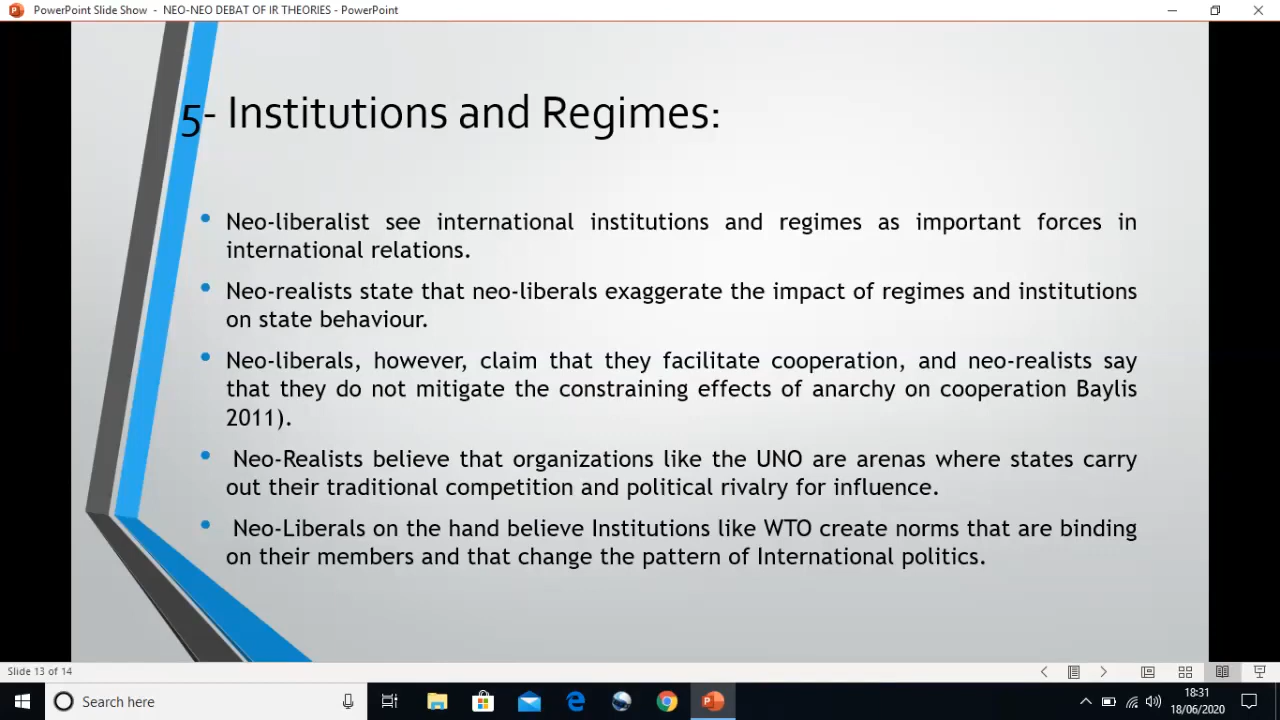 PowerPoint Slide Show - NEO-NEO DEBAT OF IR THEORIES - PowerPoint
5- Institutions and Regimes:
• Neo-liberalist see international institutions and regimes as important forces in
international relations.
• Neo-realists state that neo-liberals exaggerate the impact of regimes and institutions
on state behaviour.
• Neo-liberals, however, claim that they facilitate cooperation, and neo-realists say
that they do not mitigate the constraining effects of anarchy on cooperation Baylis
2011).
• Neo-Realists believe that organizations like the UNO are arenas where states carry
out their traditional competition and political rivalry for influence.
• Neo-Liberals on the hand believe Institutions like WTO create norms that are binding
on their members and that change the pattern of International politics.
Slide 13 of 14
Search here
18:31
18/06/2020